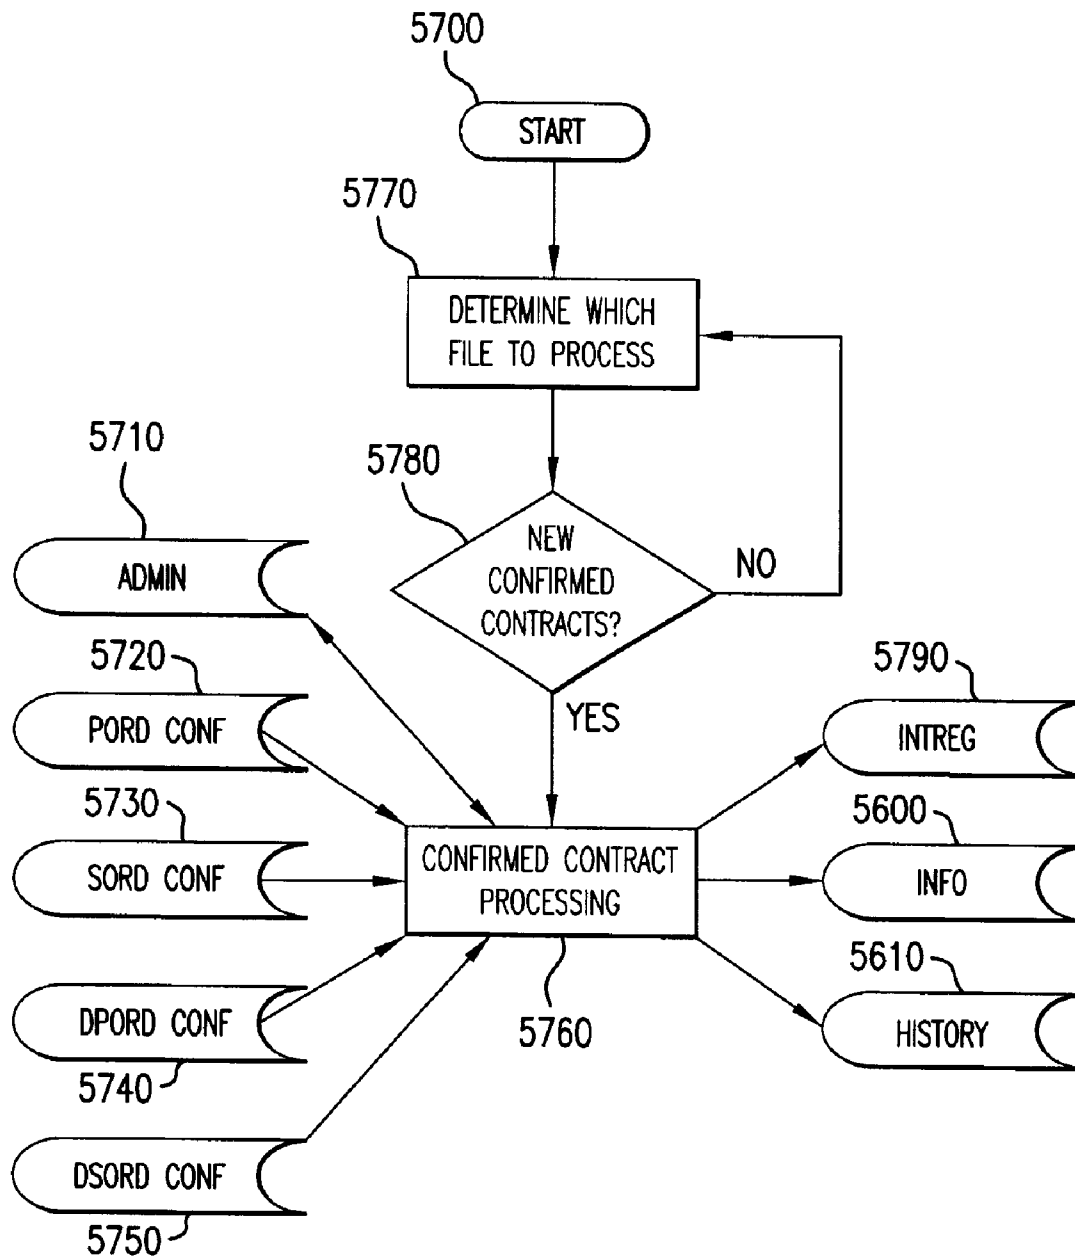 5700
START
5770
DETERMINE WHICH
FILE TO PROCESS
5710
5780
NEW
CONFIRMED
CONTRACTS?
NO
ADMIN
5720
YES
5790
PORD CONF
INTREG
5730
5600
SORD CONF
CONFIRMED CONTRACT
PROCESSING
INFO
5610
DPORD CONF
5760
HISTORY
5740
DSORD CONF
5750